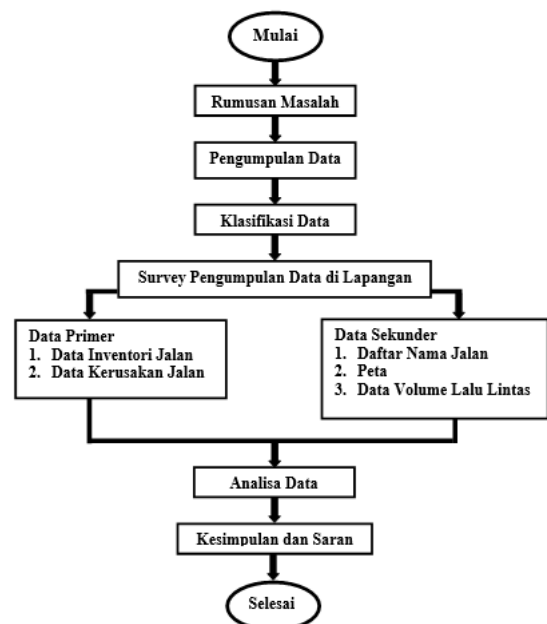 Mulai
Rumusan Masalah
Pengumpulan Data
Klasifikasi Data
Survey Pengumpulan Data di Lapangan
Data Primer
1. Data Inventori Jalan
2. Data Kerusakan Jalan
Data Sekunder
1. Daftar Nama Jalan
2. Peta
3. Data Volume Lalu Lintas
Analisa Data
Kesimpulan dan Saran
Selesai